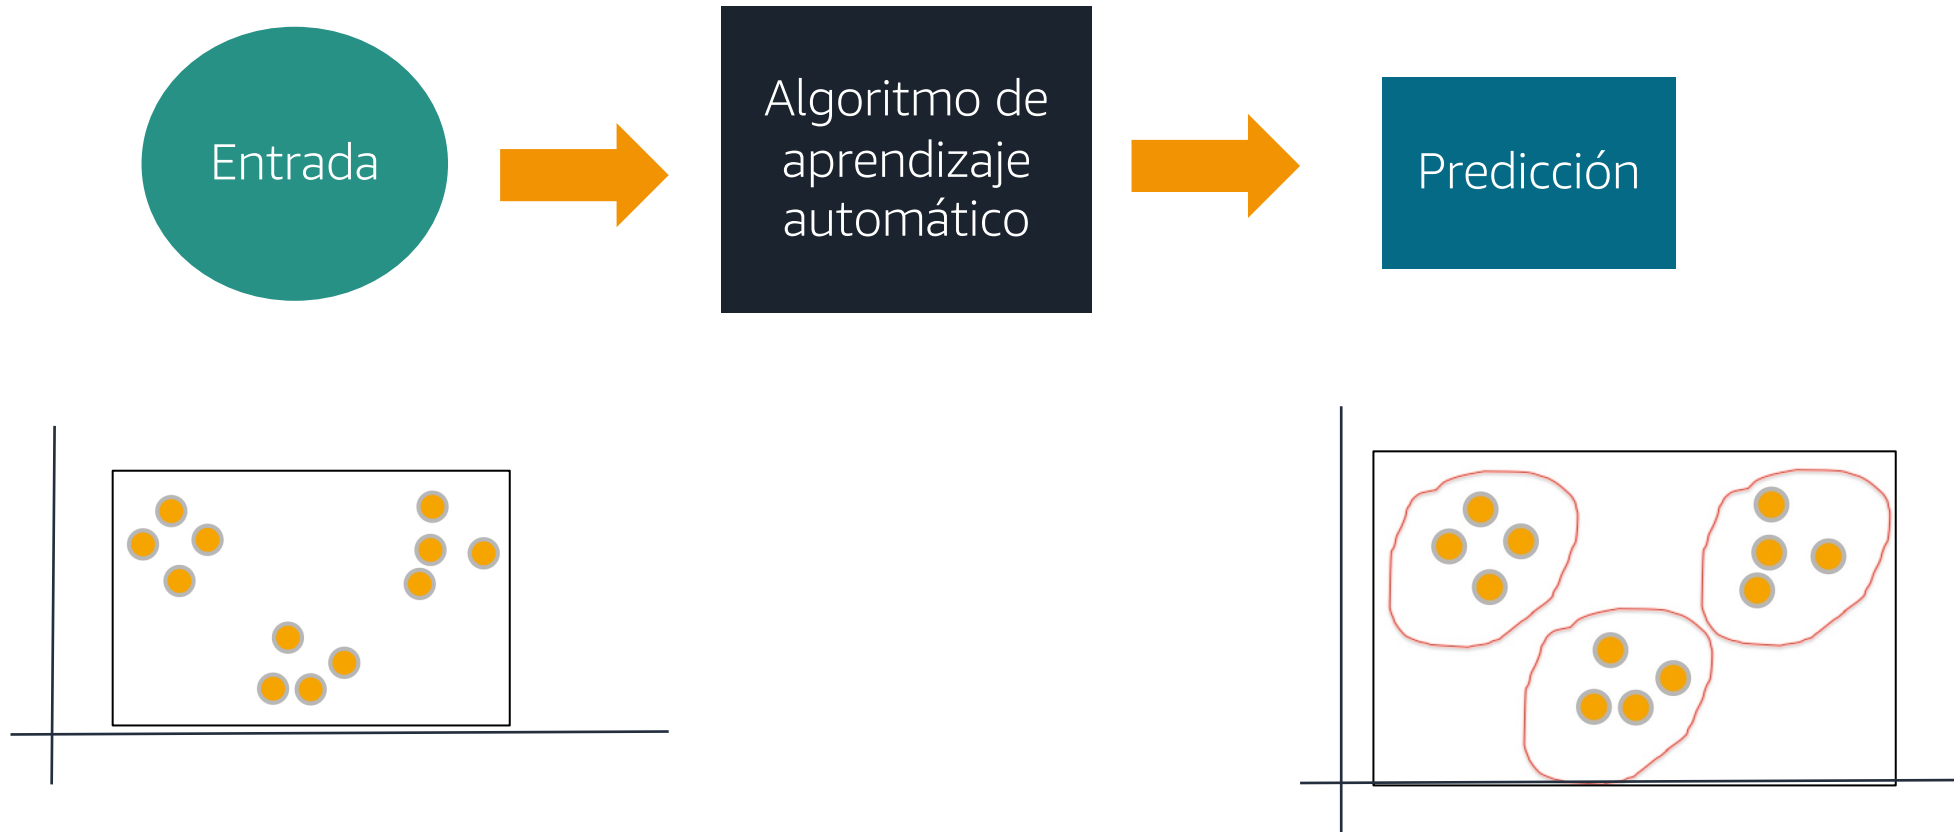 Entrada
Algoritmo de
aprendizaje
automático
Predicción